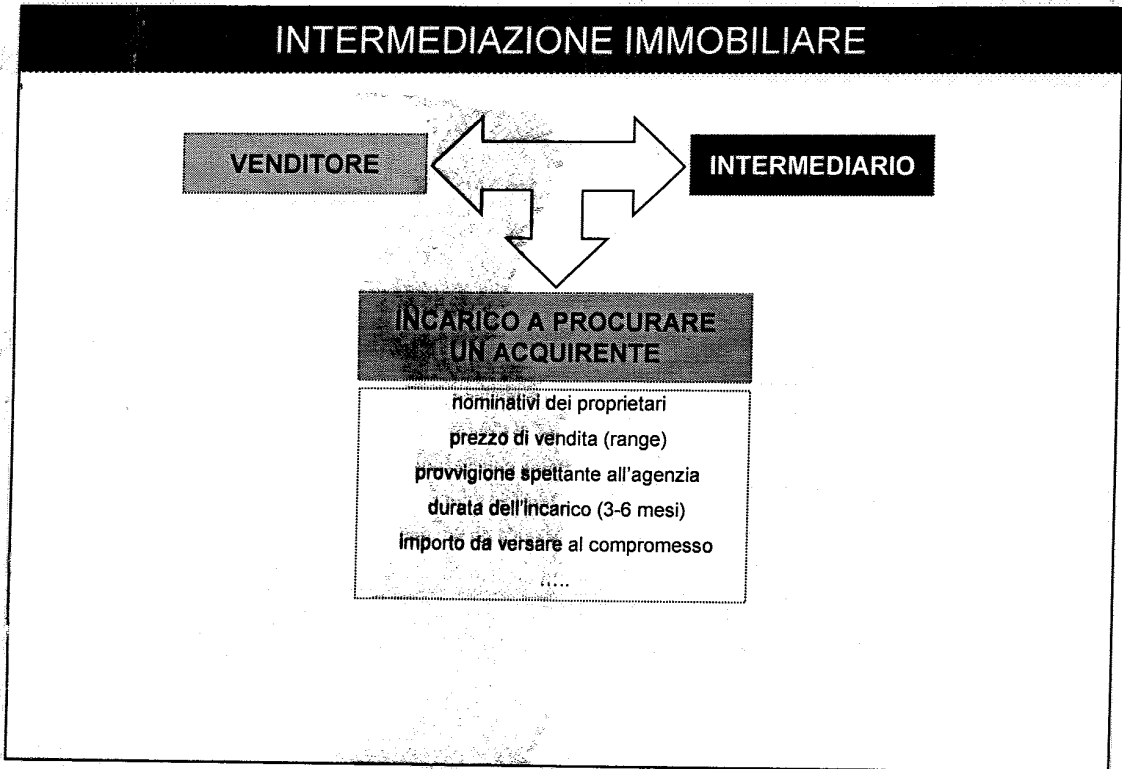 INTERMEDIAZIONE IMMOBILIARE
VENDITORE
INTERMEDIARIO
INCARICO A PROCURARE
UN ACQUIRENTE
nominativi dei proprietari
prezzo di vendita (range)
provvigione spettante all'agenzia
durata dell'incarico (3-6 mesi)
importo da versare al compromesso
.....